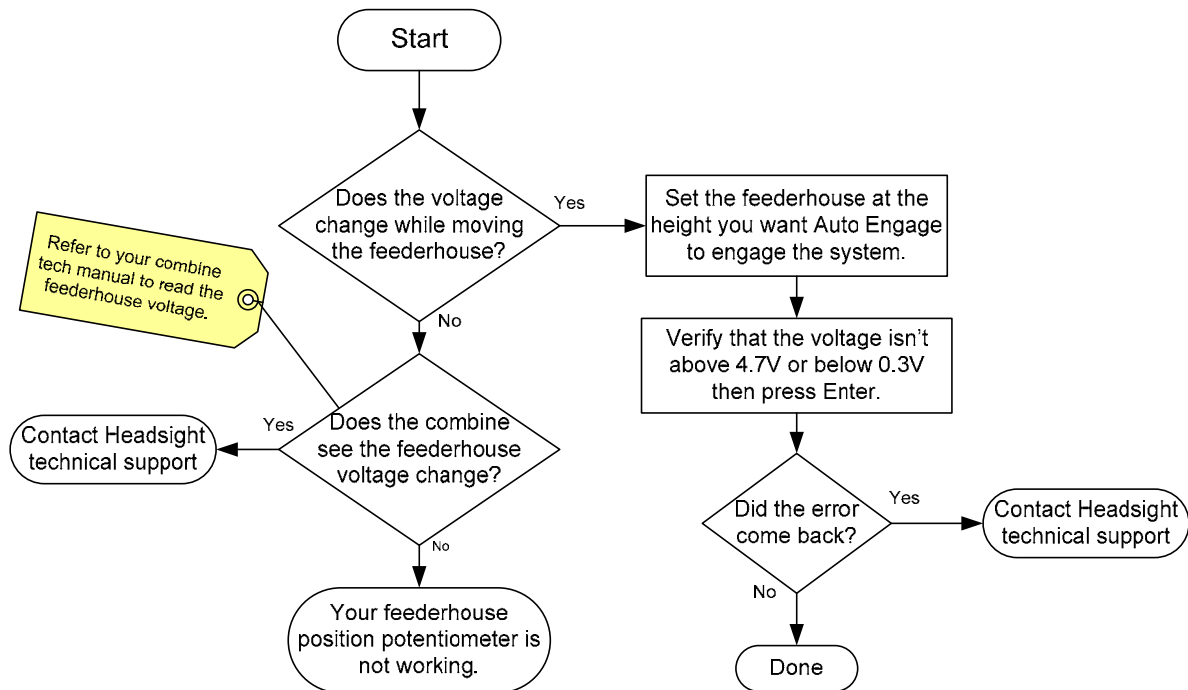 Start
Does the voltage
change while moving
the feederhouse?
Yes
Set the feederhouse at the
height you want Auto Engage
to engage the system.
Refer to your combine
tech manual to read the
feederhouse voltage.
No
Verify that the voltage isn't
above 4.7V or below 0.3V
then press Enter.
Does the combine
see the feederhouse
voltage change?
Yes
Contact Headsight
technical support
Did the error
come back?
Yes
Contact Headsight
technical support
No
Your feederhouse
position potentiometer is
not working.
No
Done